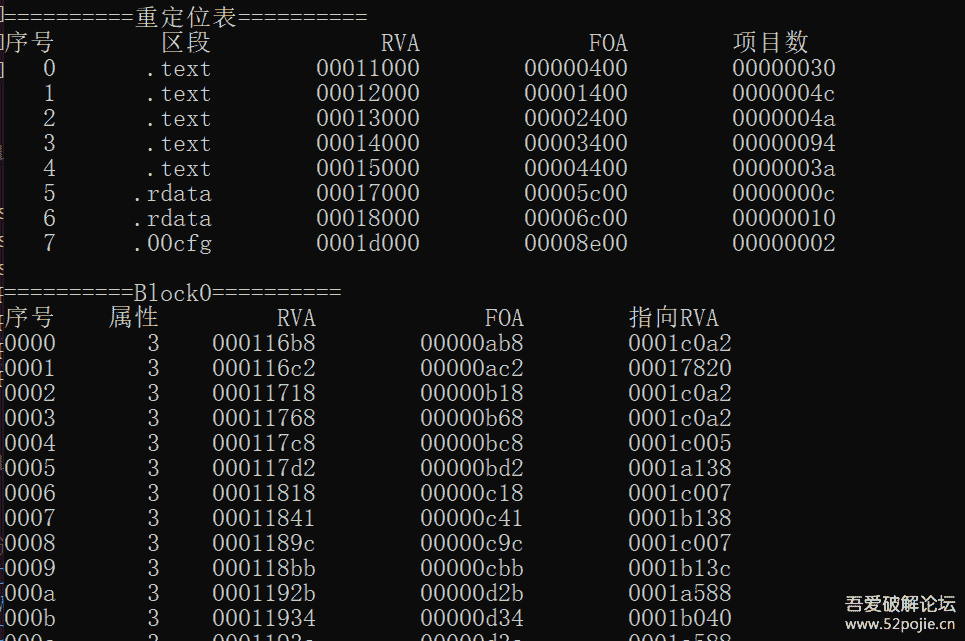 ==========重定位表==========
序号 区段 RVA FOA 项目数
0 .text 00011000 00000400 00000030
1 .text 00012000 00001400 0000004c
2 .text 00013000 00002400 0000004a
3 .text 00014000 00003400 00000094
4 .text 00015000 00004400 0000003a
5 .rdata 00017000 00005c00 0000000c
6 .rdata 00018000 00006c00 00000010
7 .00cfg 0001d000 00008e00 00000002
==========Block0==========
序号 属性 RVA FOA 指向RVA
0000 3 000116b8 00000ab8 0001c0a2
0001 3 000116c2 00000ac2 00017820
0002 3 00011718 00000b18 0001c0a2
0003 3 00011768 00000b68 0001c0a2
0004 3 000117c8 00000bc8 0001c005
0005 3 000117d2 00000bd2 0001a138
0006 3 00011818 00000c18 0001c007
0007 3 00011841 00000c41 0001b138
0008 3 0001189c 00000c9c 0001c007
0009 3 000118bb 00000cbb 0001b13c
000a 3 0001192b 00000d2b 0001a588
000b 3 00011934 00000d34 0001b040
吾爱破解论坛
www.52pojie.cn